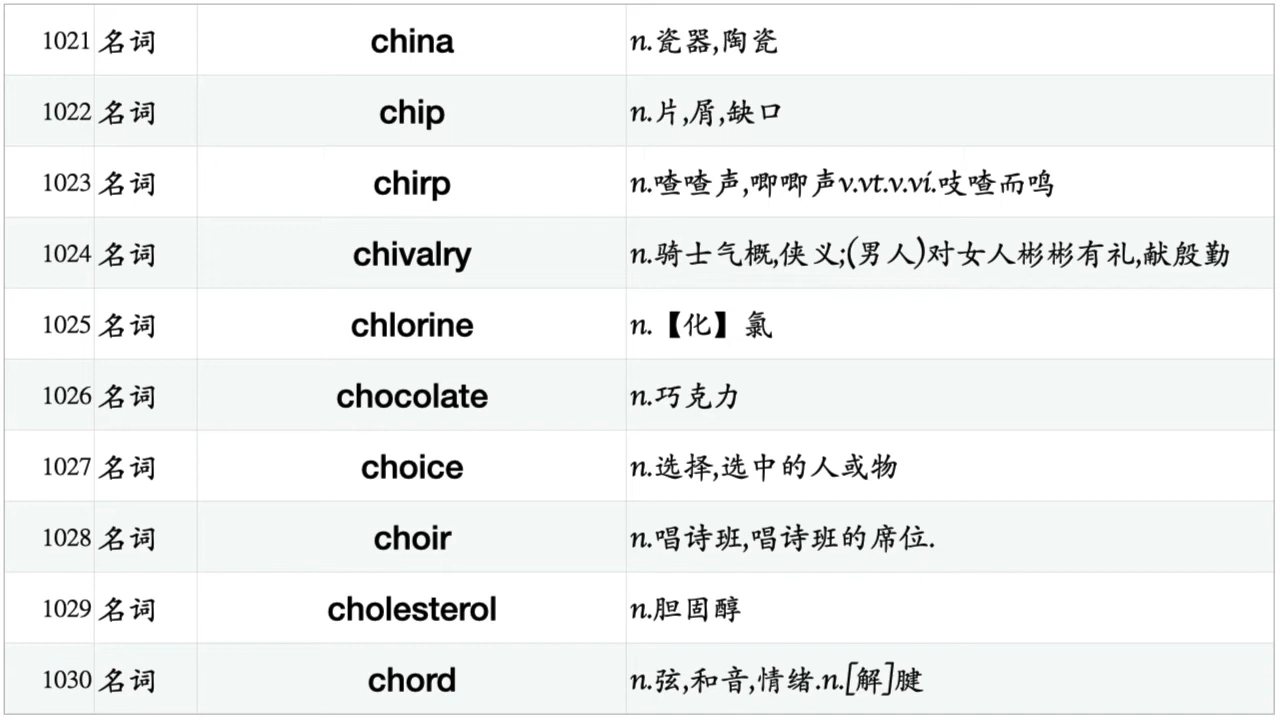 1021 名词 china n.瓷器,陶瓷
1022 名词 chip n.片,屑,缺口
1023 名词 chirp n.喳喳声,唧唧声v.vt.v.vi.吱喳而鸣
1024 名词 chivalry n.骑士气概,侠义;(男人)对女人彬彬有礼,献殷勤
1025 名词 chlorine n.【化】氯
1026 名词 chocolate n.巧克力
1027 名词 choice n.选择,选中的人或物
1028 名词 choir n.唱诗班,唱诗班的席位.
1029 名词 cholesterol n.胆固醇
1030 名词 chord n.弦,和音,情绪.n.[解]腱